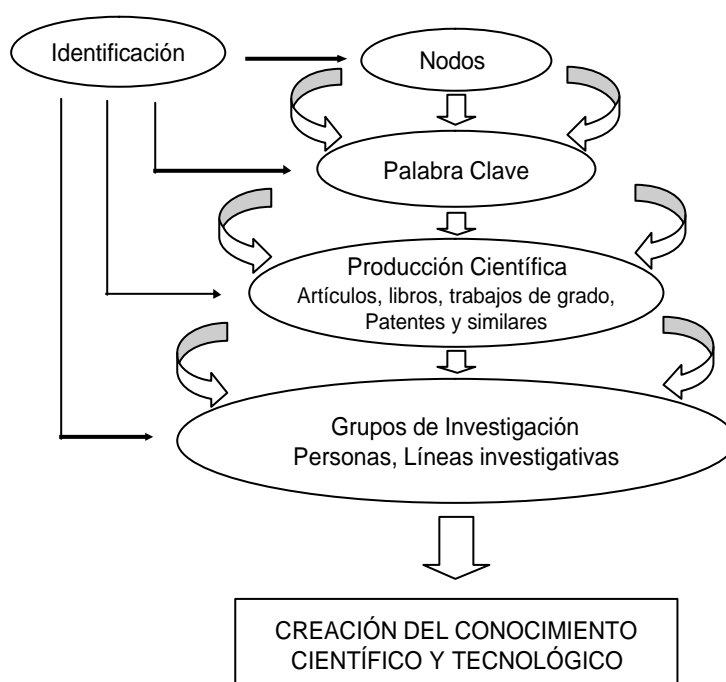 Identificación
Nodos
Palabra Clave
Producción Científica
Artículos, libros, trabajos de grado,
Patentes y similares
Grupos de Investigación
Personas, Líneas investigativas
CREACIÓN DEL CONOCIMIENTO
CIENTÍFICO Y TECNOLÓGICO